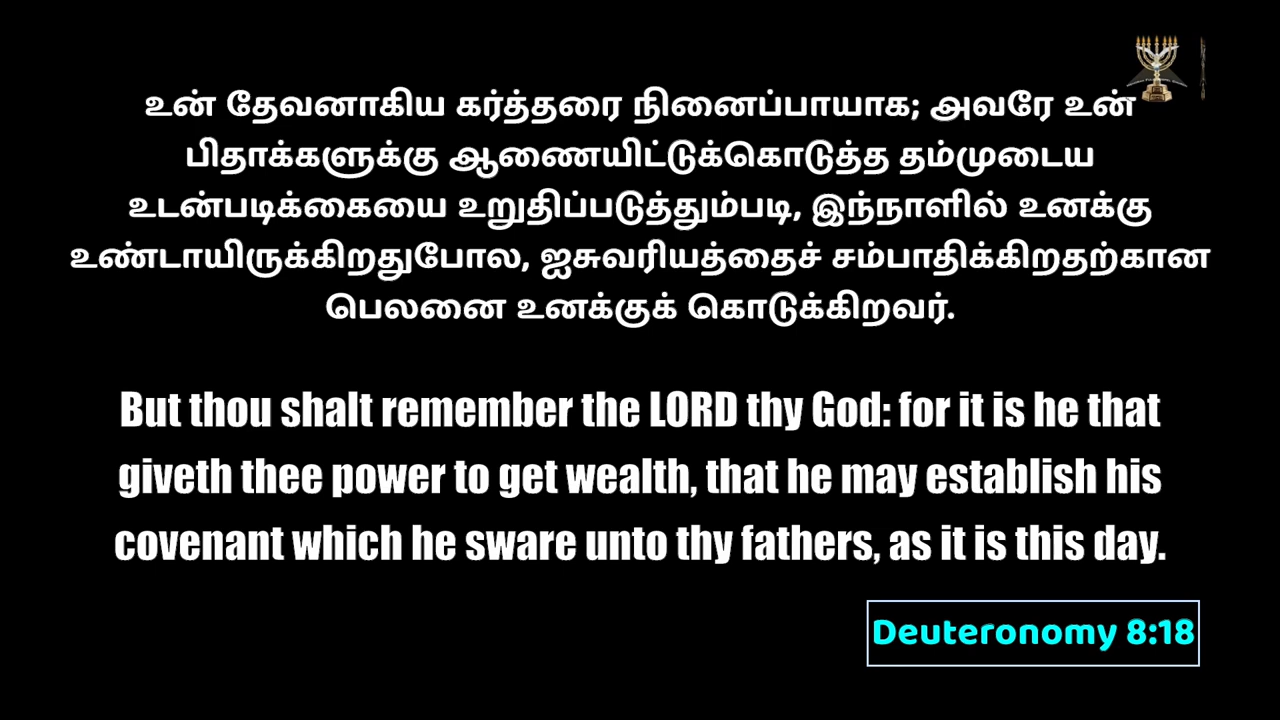 உன் தேவனாகிய கர்த்தரை நினைப்பாயாக; அவரே உன்
பிதாக்களுக்கு ஆணையிட்டுக்கொடுத்த தம்முடைய
உடன்படிக்கையை உறுதிப்படுத்தும்படி, இந்நாளில் உனக்கு
உண்டாயிருக்கிறதுபோல, ஐசுவரியத்தைச் சம்பாதிக்கிறதற்கான
பெலனை உனக்குக் கொடுக்கிறவர்.
But thou shalt remember the LORD thy God: for it is he that
giveth thee power to get wealth, that he may establish his
covenant which he sware unto thy fathers, as it is this day.
Deuteronomy 8:18